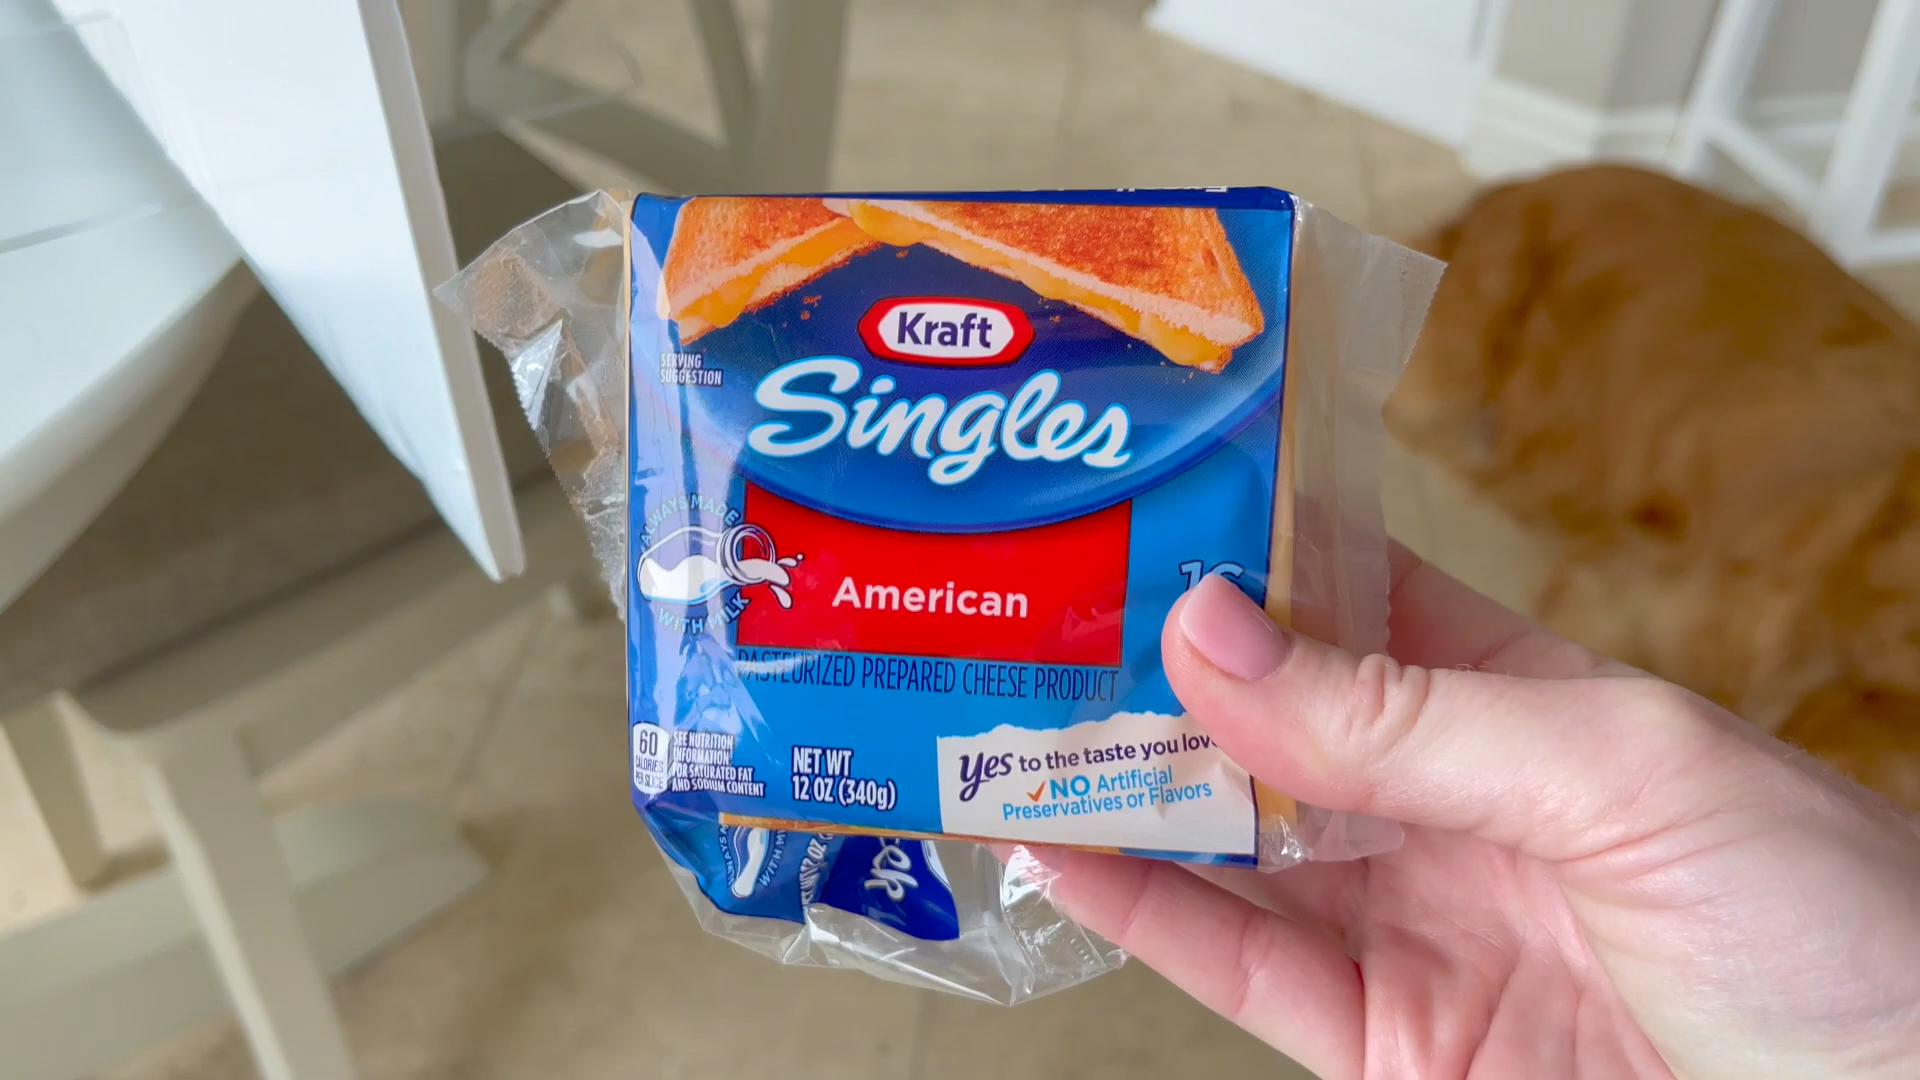 Kraft
SERVING
SUGGESTION
Singles
ALWAYS MADE
WITH MILK
American
16
PASTEURIZED PREPARED CHEESE PRODUCT
60
CALORIES
PER SLICE
SEE NUTRITION
INFORMATION
FOR SATURATED FAT
AND SODIUM CONTENT
NET WT
12 OZ (340g)
yes to the taste you love
NO Artificial
Preservatives or Flavors